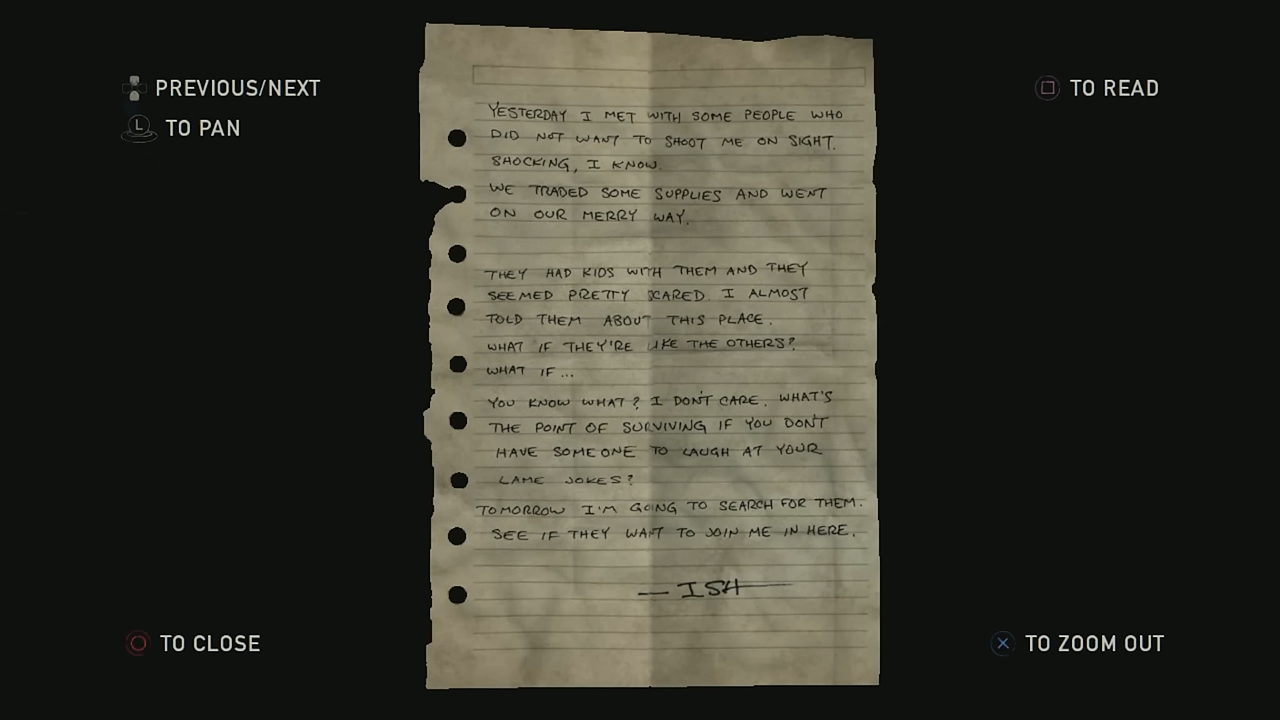 PREVIOUS/NEXT
L TO PAN
TO READ
YESTERDAY I MET WITH SOME PEOPLE WHO
DID NOT WANT TO SHOOT ME ON SIGHT.
SHOCKING, I KNOW.
WE TRADED SOME SUPPLIES AND WENT
ON OUR MERRY WAY.
THEY HAD KIDS WITH THEM AND THEY
SEEMED PRETTY SCARED. I ALMOST
TOLD THEM ABOUT THIS PLACE.
WHAT IF THEY'RE LIKE THE OTHERS?
WHAT IF...
YOU KNOW WHAT? I DON'T CARE. WHAT'S
THE POINT OF SURVIVING IF YOU DON'T
HAVE SOMEONE TO LAUGH AT YOUR
LAME JOKES?
TOMORROW I'M GOING TO SEARCH FOR THEM.
SEE IF THEY WANT TO JOIN ME IN HERE.
— ISH
TO CLOSE
TO ZOOM OUT